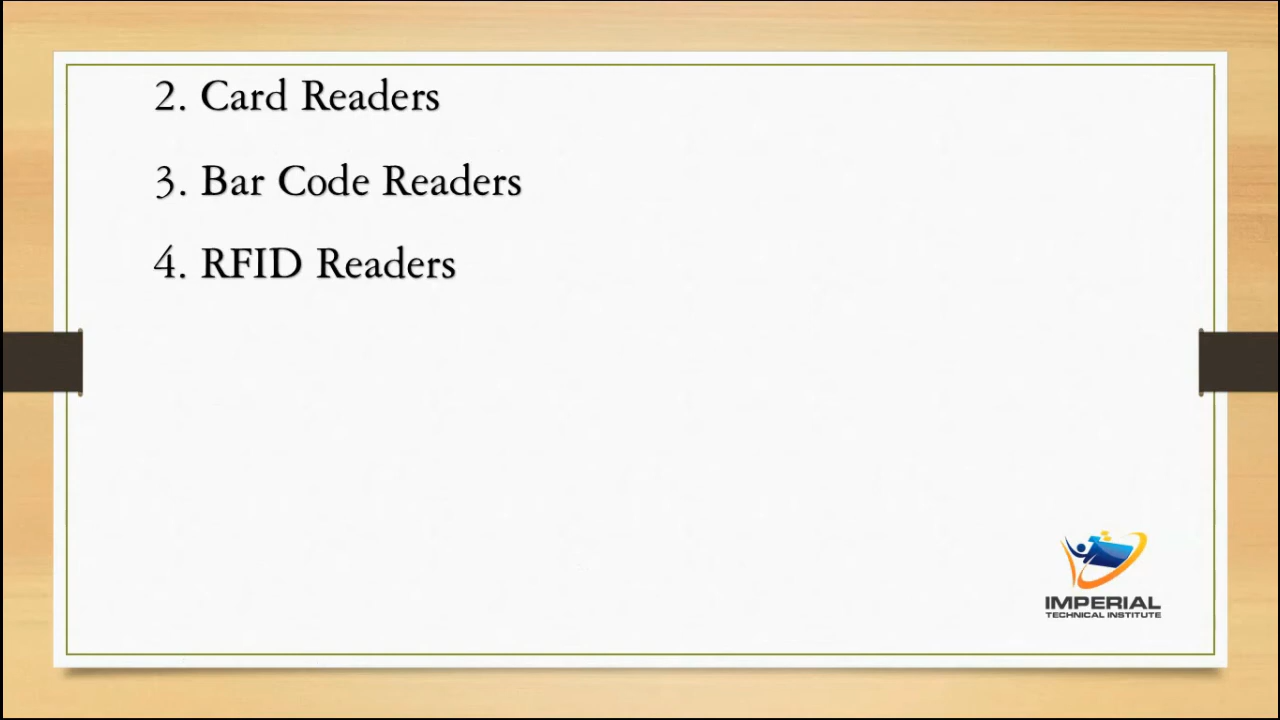 2. Card Readers
3. Bar Code Readers
4. RFID Readers
IMPERIAL
TECHNICAL INSTITUTE